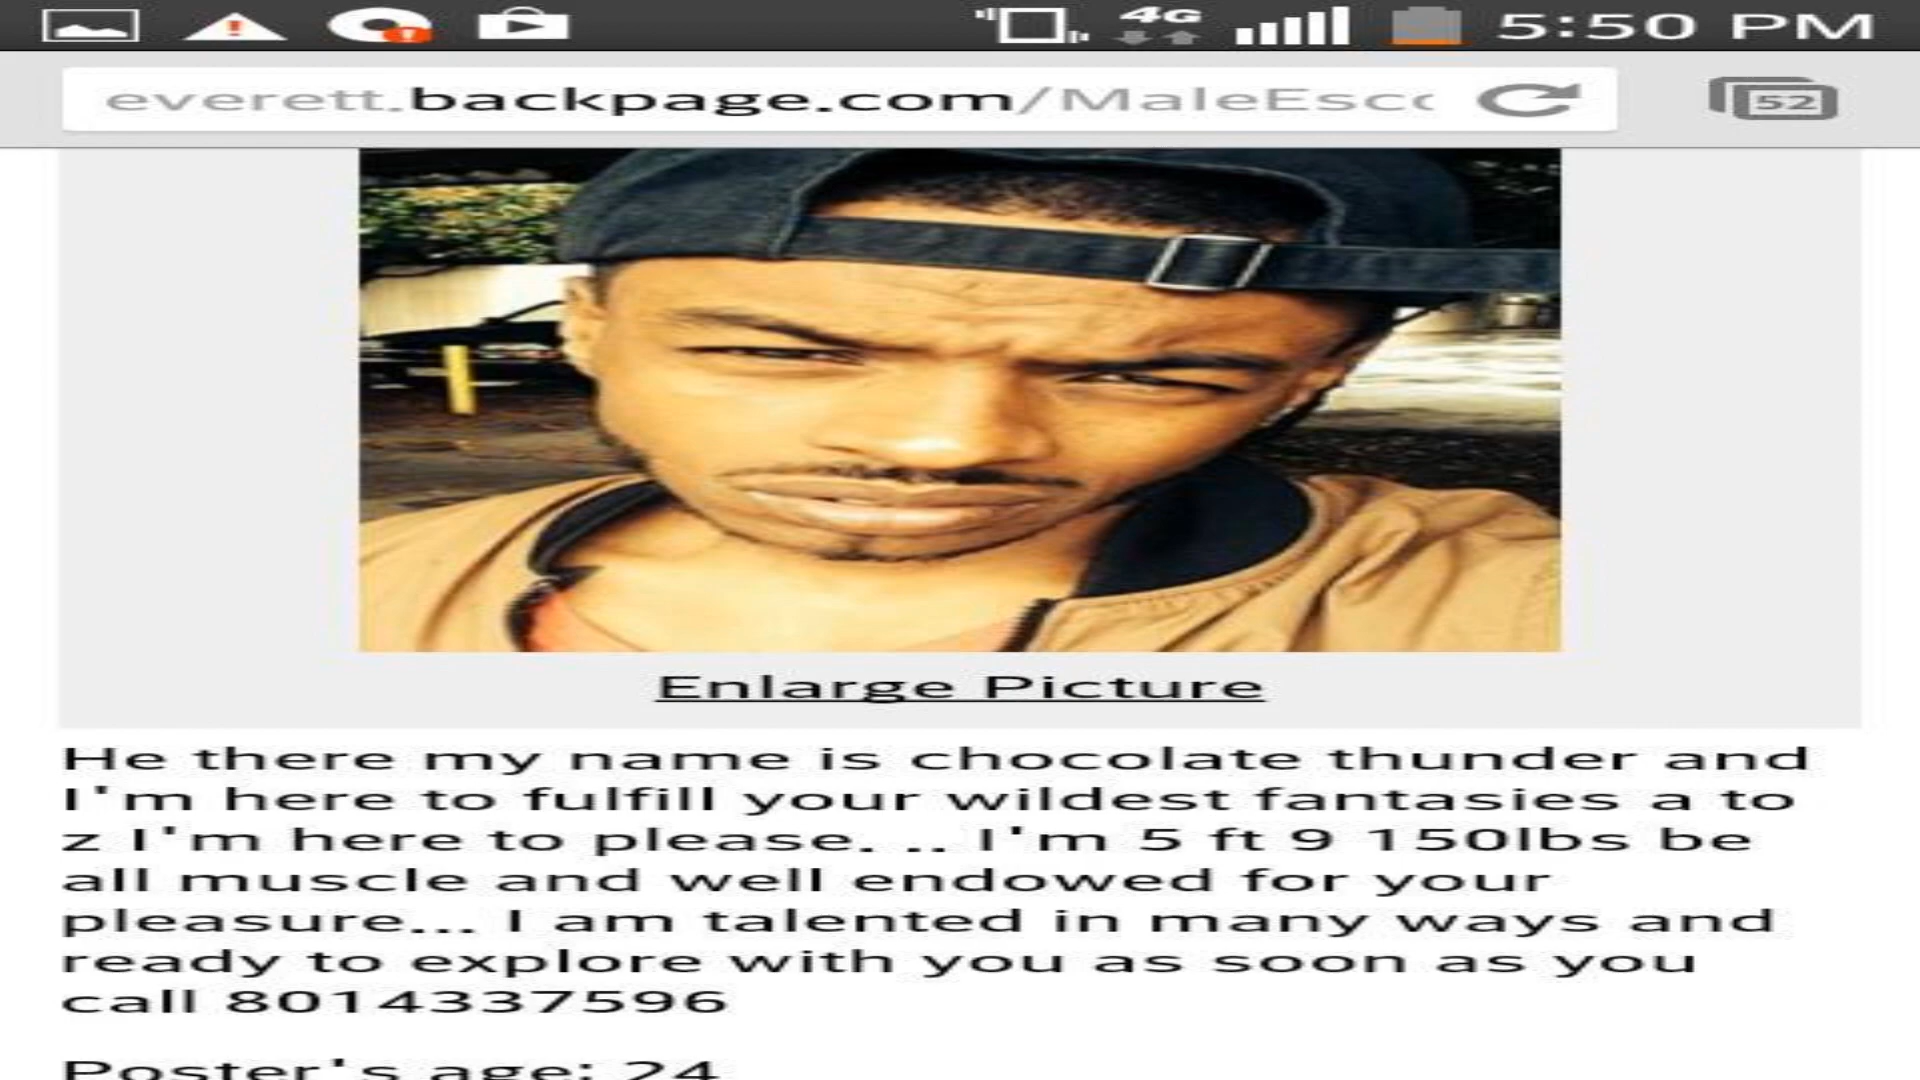 4G 5:50 PM
everett.backpage.com/MaleEsc
52
Enlarge Picture
He there my name is chocolate thunder and
I'm here to fulfill your wildest fantasies a to
z I'm here to please. .. I'm 5 ft 9 150lbs be
all muscle and well endowed for your
pleasure... I am talented in many ways and
ready to explore with you as soon as you
call 8014337596
Poster's age: 24